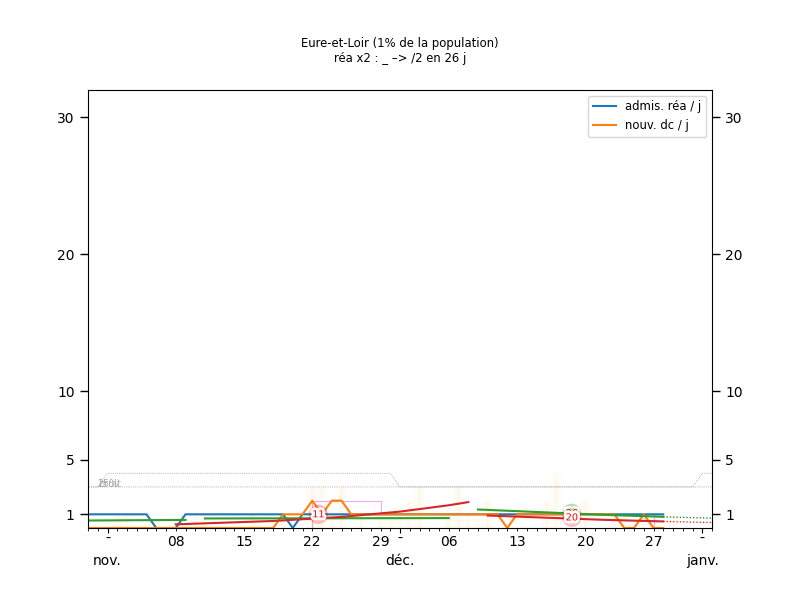 Eure-et-Loir (1% de la population)
réa x2 : _ –> /2 en 26 j
admis. réa / j
nouv. dc / j
30 30
20 20
10 10
5 5
1 1
11
20
- 08 15 22 29 - 06 13 20 27 -
nov. déc. janv.